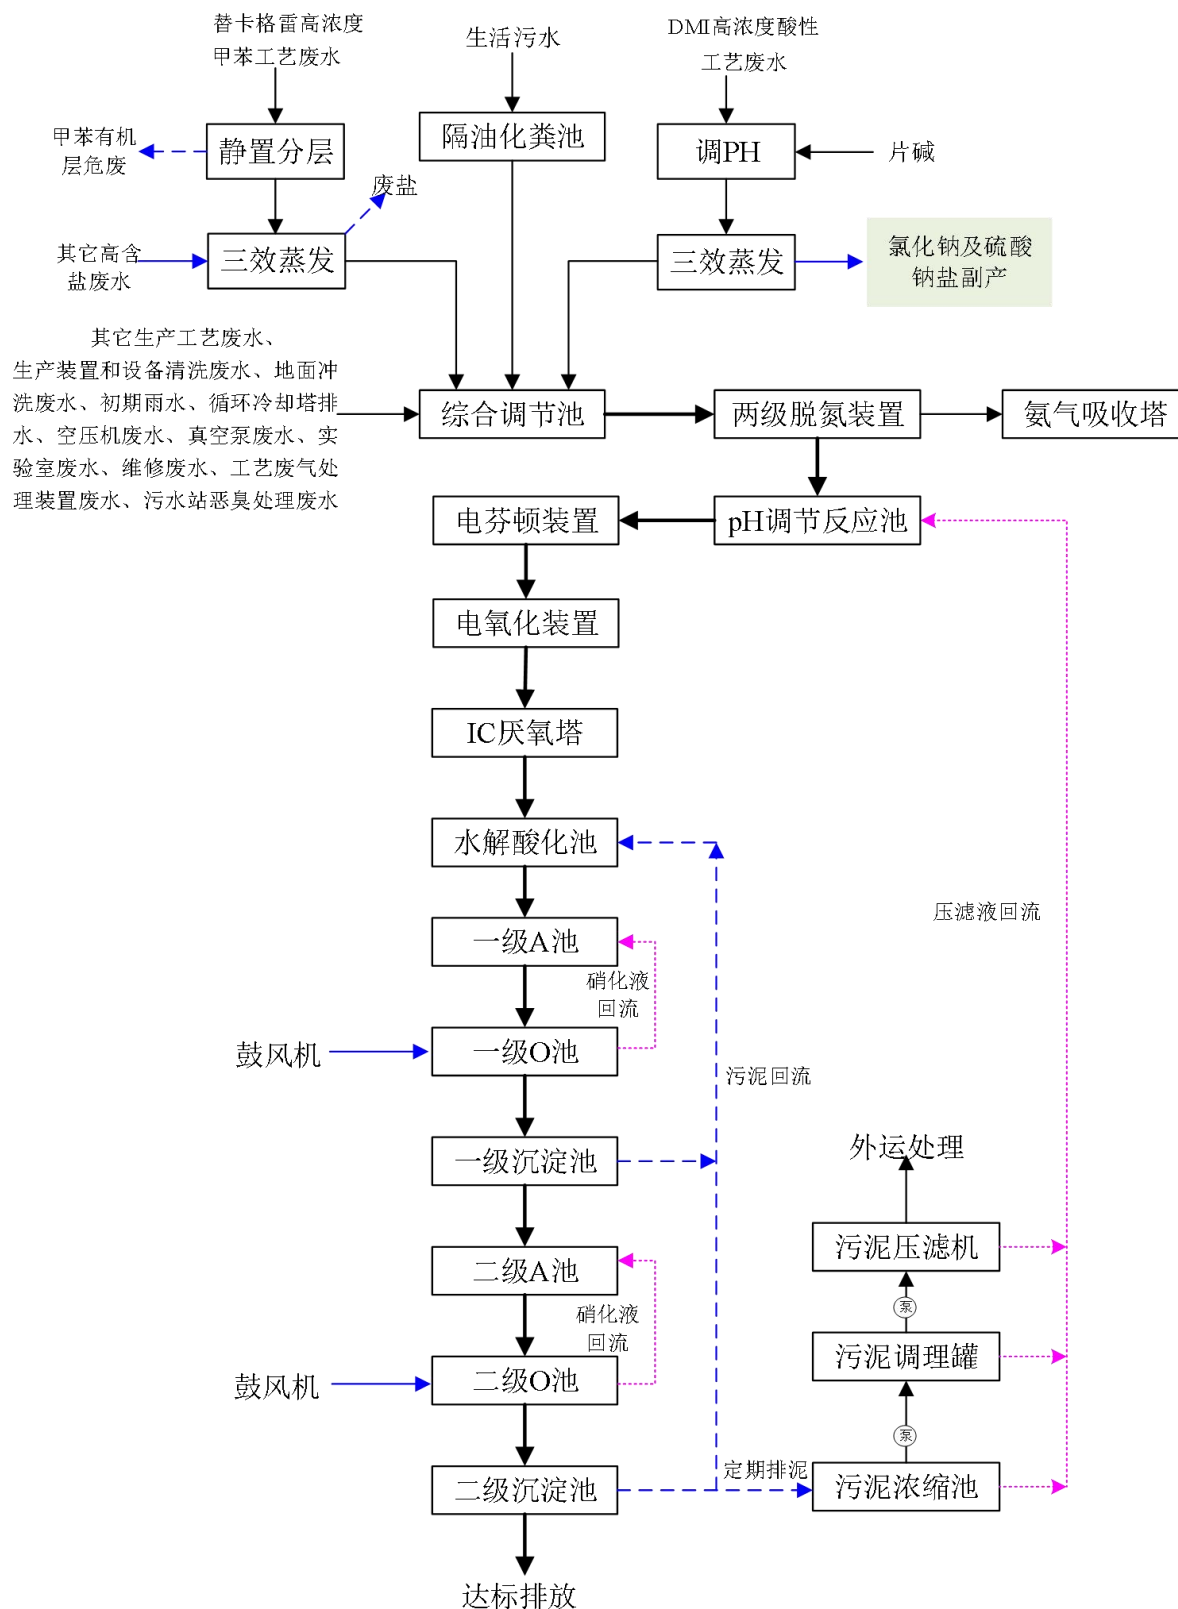 替卡格雷高浓度
甲苯工艺废水
生活污水
DMI高浓度酸性
工艺废水
甲苯有机
层危废
静置分层
隔油化粪池
调PH
片碱
废盐
其它高含
盐废水
三效蒸发
三效蒸发
氯化钠及硫酸
钠盐副产
其它生产工艺废水、
生产装置和设备清洗废水、地面冲
洗废水、初期雨水、循环冷却塔排
水、空压机废水、真空泵废水、实
验室废水、维修废水、工艺废气处
理装置废水、污水站恶臭处理废水
综合调节池
两级脱氮装置
氨气吸收塔
电芬顿装置
pH调节反应池
电氧化装置
IC厌氧塔
水解酸化池
压滤液回流
一级A池
硝化液
回流
鼓风机
一级O池
污泥回流
一级沉淀池
外运处理
污泥压滤机
二级A池
泵
硝化液
回流
污泥调理罐
鼓风机
二级O池
泵
定期排泥
二级沉淀池
污泥浓缩池
达标排放